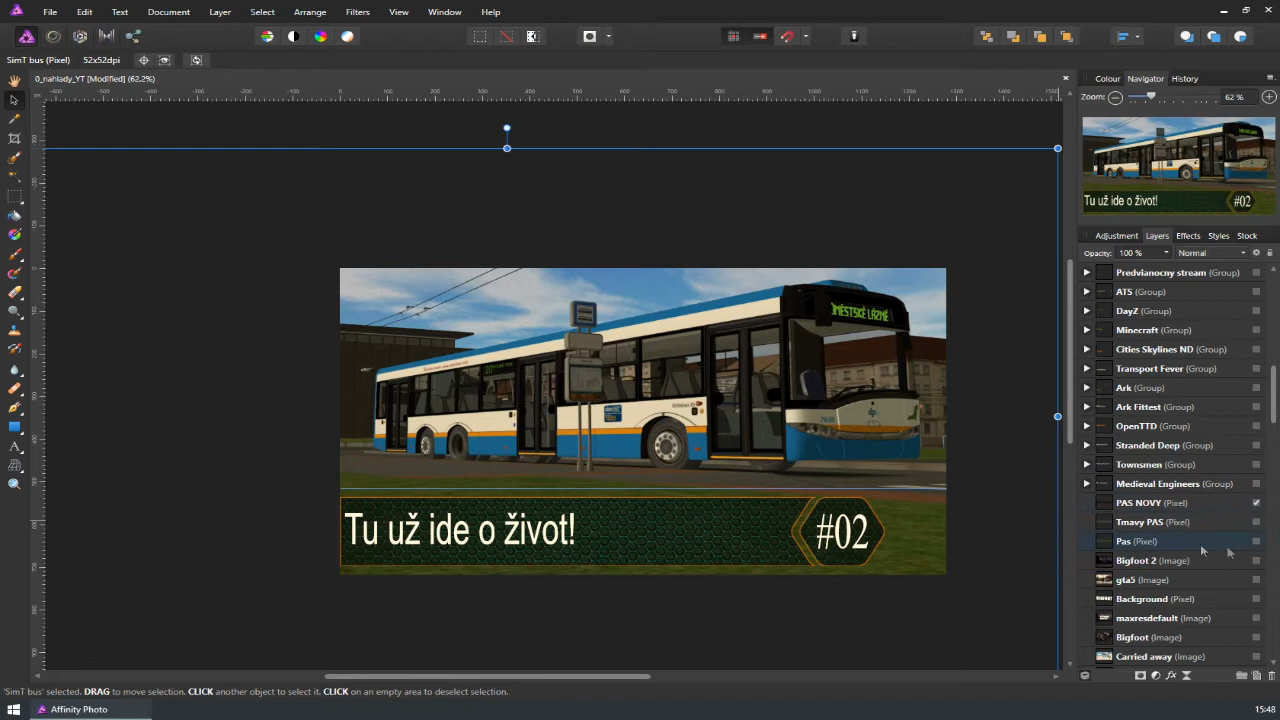 File Edit Text Document Layer Select Arrange Filters View Window Help
SimT bus (Pixel) 52x52dpi
0_nahlady_YT [Modified] (62.2%)
Colour Navigator History
Zoom: 62 %
MĚSTSKÉ LÁZNĚ
Tu už ide o život! #02
Tu už ide o život! #02
Adjustment Layers Effects Styles Stock
Opacity: 100 % Normal
Predvianocny stream (Group)
ATS (Group)
DayZ (Group)
Minecraft (Group)
Cities Skylines ND (Group)
Transport Fever (Group)
Ark (Group)
Ark Fittest (Group)
OpenTTD (Group)
Stranded Deep (Group)
Townsmen (Group)
Medieval Engineers (Group)
PAS NOVY (Pixel)
Tmavy PAS (Pixel)
Pas (Pixel)
Bigfoot 2 (Image)
gta5 (Image)
Background (Pixel)
maxresdefault (Image)
Bigfoot (Image)
Carried away (Image)
'SimT bus' selected. DRAG to move selection. CLICK another object to select it. CLICK on an empty area to deselect selection.
Affinity Photo
15:48